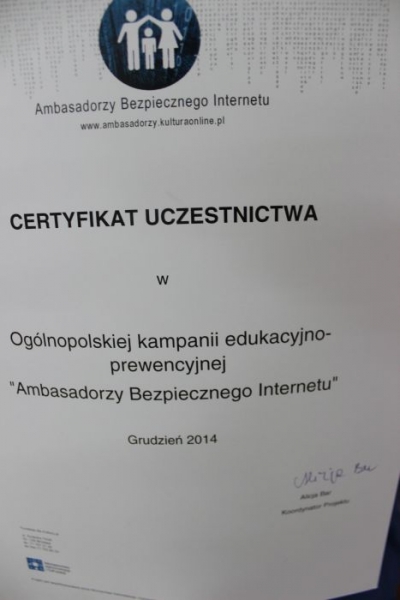 Ambasadorzy Bezpiecznego Internetu
www.ambasadorzy.kulturaonline.pl
CERTYFIKAT UCZESTNICTWA
w
Ogólnopolskiej kampanii edukacyjno-
prewencyjnej
"Ambasadorzy Bezpiecznego Internetu"
Grudzień 2014
Alicja
Koordynator Projektu